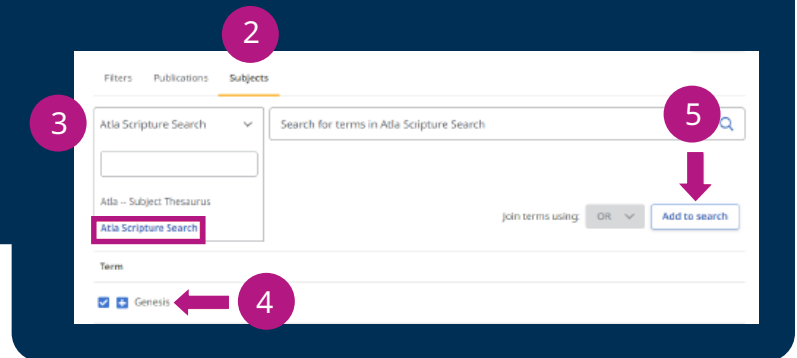 2
Filters Publications Subjects
3
Atla Scripture Search
Search for terms in Atla Scripture Search
5
Atla – Subject Thesaurus
Atla Scripture Search
Join terms using: OR
Add to search
Term
Genesis
4